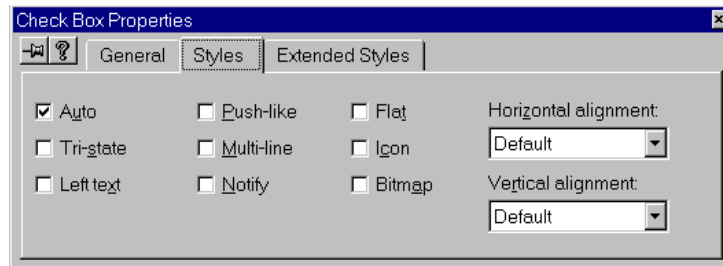 Check Box Properties
? General Styles Extended Styles
Auto Push-like Flat Horizontal alignment:
Tri-state Multi-line Icon Default
Left text Notify Bitmap Vertical alignment:
Default